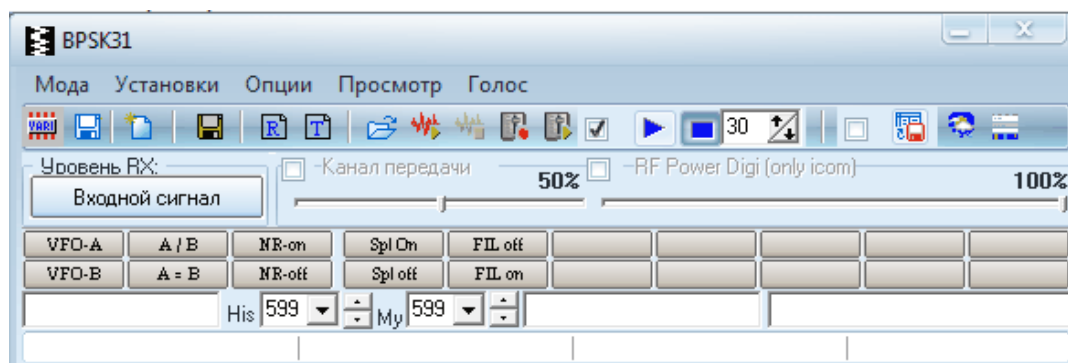 BPSK31
Мода Установки Опции Просмотр Голос
VARI R T 30
Уровень RX: Канал передачи 50% RF Power Digi (only icom) 100%
Входной сигнал
VFO-A A / B NR-on Spl On FIL off
VFO-B A = B NR-off Spl off FIL on
His 599 My 599